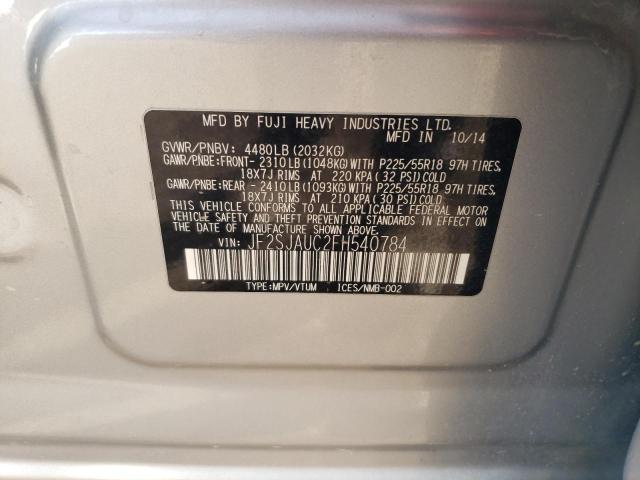 MFD BY FUJI HEAVY INDUSTRIES LTD.
MFD IN 10/14
GVWR/PNBV: 4480LB (2032KG)
GAWR/PNBE:FRONT- 2310LB (1048KG) WITH P225/55R18 97H TIRES,
18X7J RIMS AT 220 KPA (32 PSI) COLD
GAWR/PNBE:REAR - 2410LB (1093KG) WITH P225/55R18 97H TIRES,
18X7J RIMS AT 210 KPA (30 PSI) COLD
THIS VEHICLE CONFORMS TO ALL APPLICABLE FEDERAL MOTOR
VEHICLE SAFETY AND THEFT PREVENTION STANDARDS IN EFFECT ON
THE DATE OF MANUFACTURE SHOWN ABOVE.
VIN: JF2SJAUC2FH540784
TYPE:MPV/VTUM ICES/NMB-002